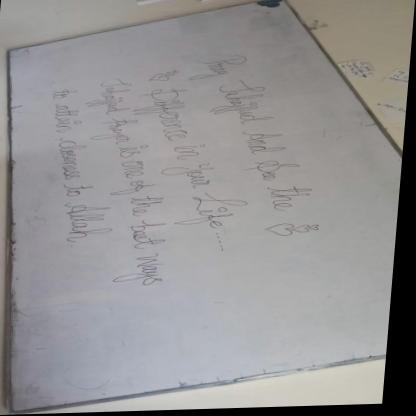 Pray Tahajjud And See the
Difference in Your Life.....
Tahajjud Prayer is one of the best ways
to attain closeness to Allah